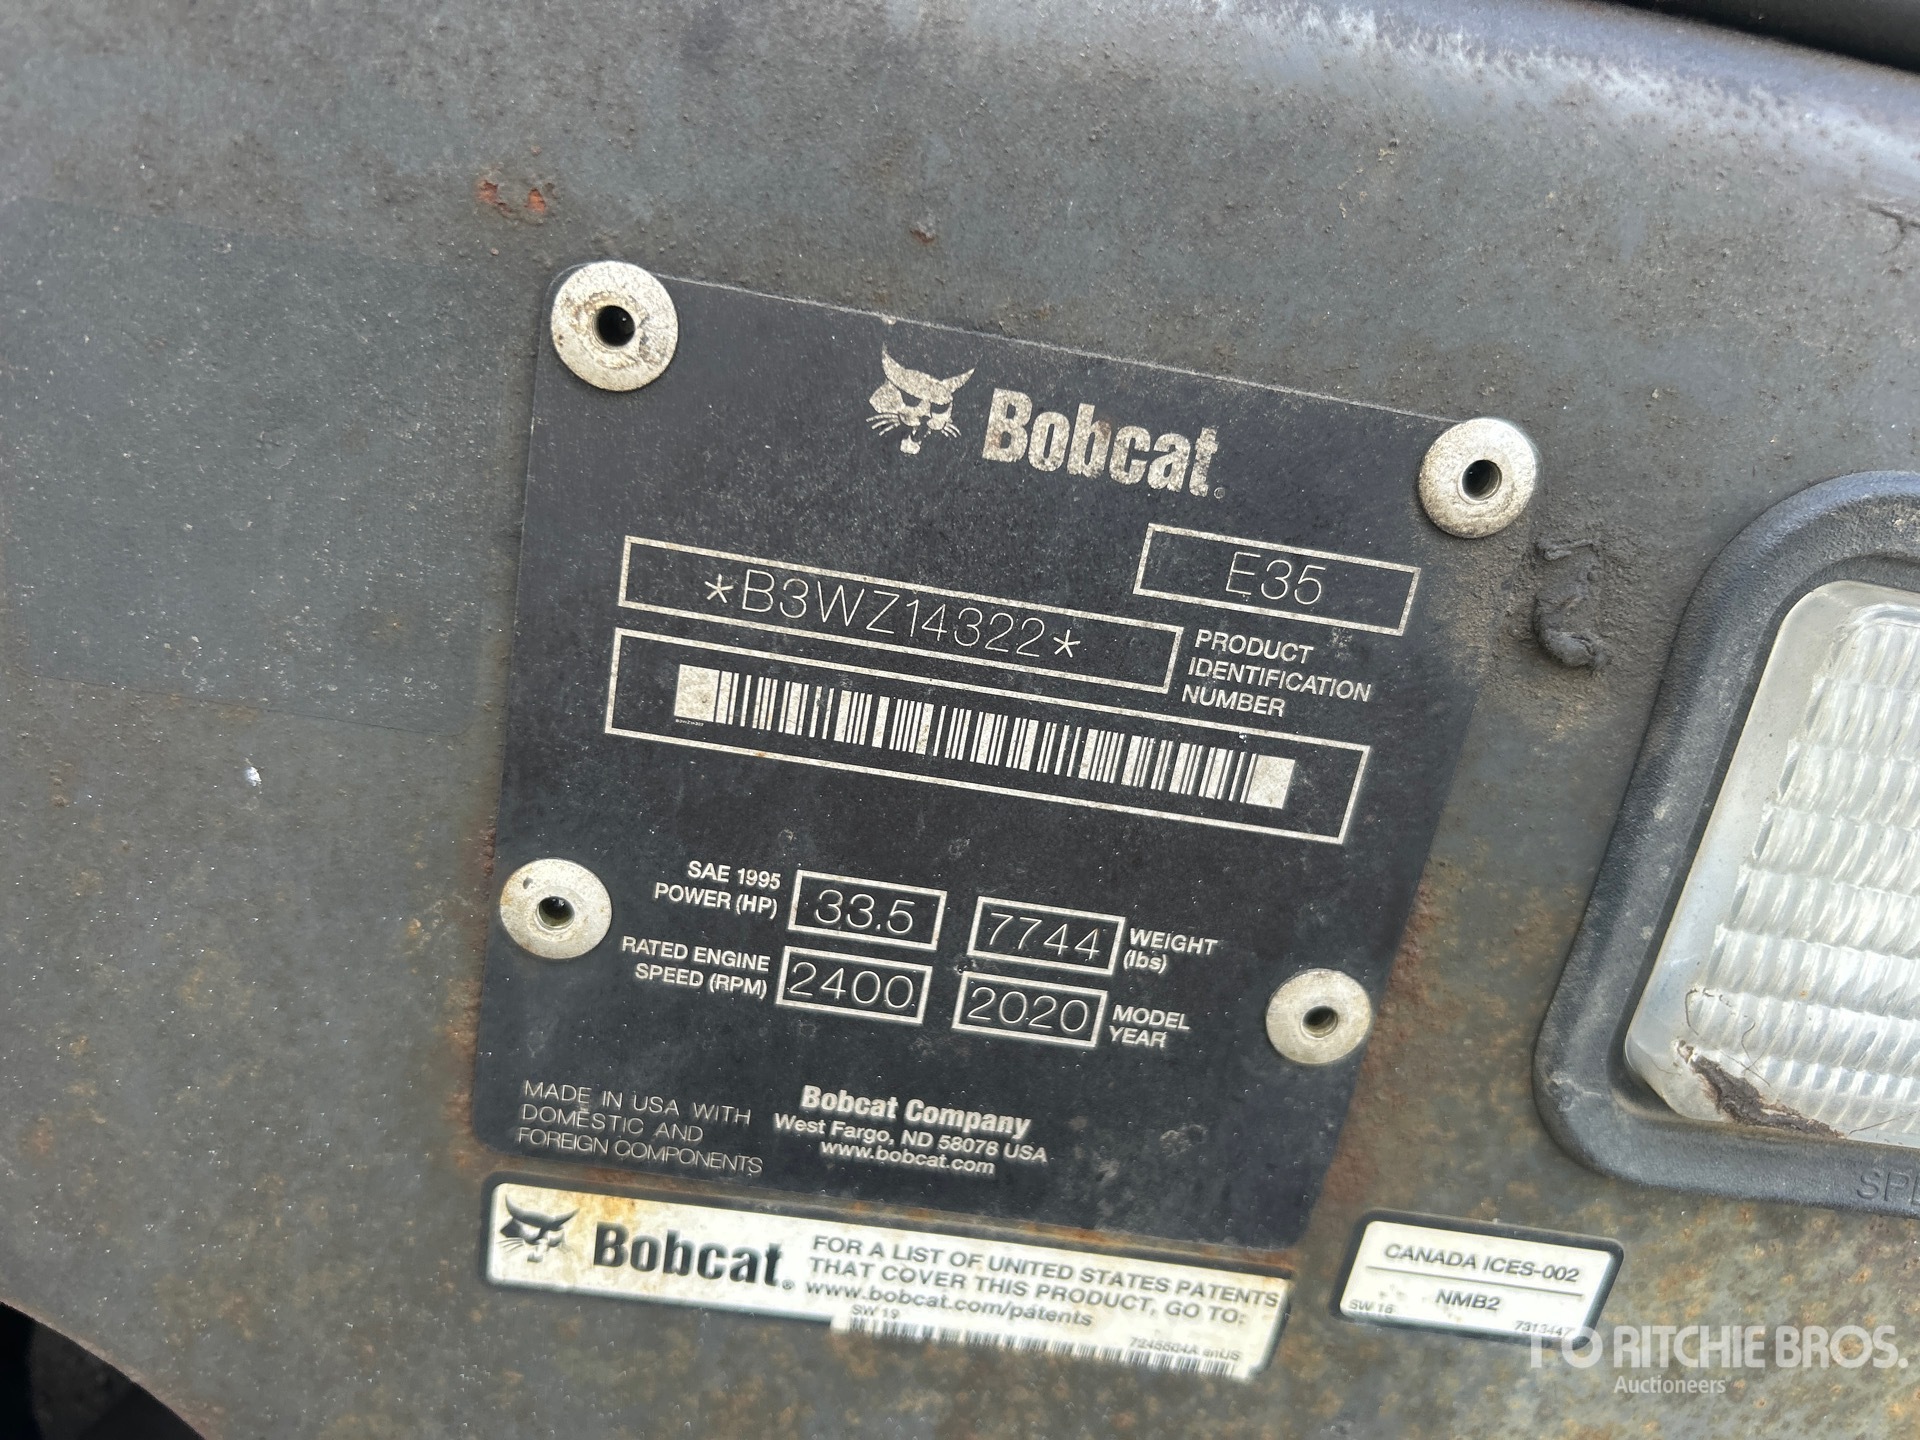 Bobcat®
E35
*B3WZ14322*
PRODUCT
IDENTIFICATION
NUMBER
SAE 1995
POWER (HP)
33.5
7744
WEIGHT
(lbs)
RATED ENGINE
SPEED (RPM)
2400
2020
MODEL
YEAR
MADE IN USA WITH
DOMESTIC AND
FOREIGN COMPONENTS
Bobcat Company
West Fargo, ND 58078 USA
www.bobcat.com
Bobcat®
FOR A LIST OF UNITED STATES PATENTS
THAT COVER THIS PRODUCT, GO TO:
www.bobcat.com/patents
SW 19
7245504A enUS
CANADA ICES-002
NMB2
SW 16
7313447
RITCHIE BROS.
Auctioneers